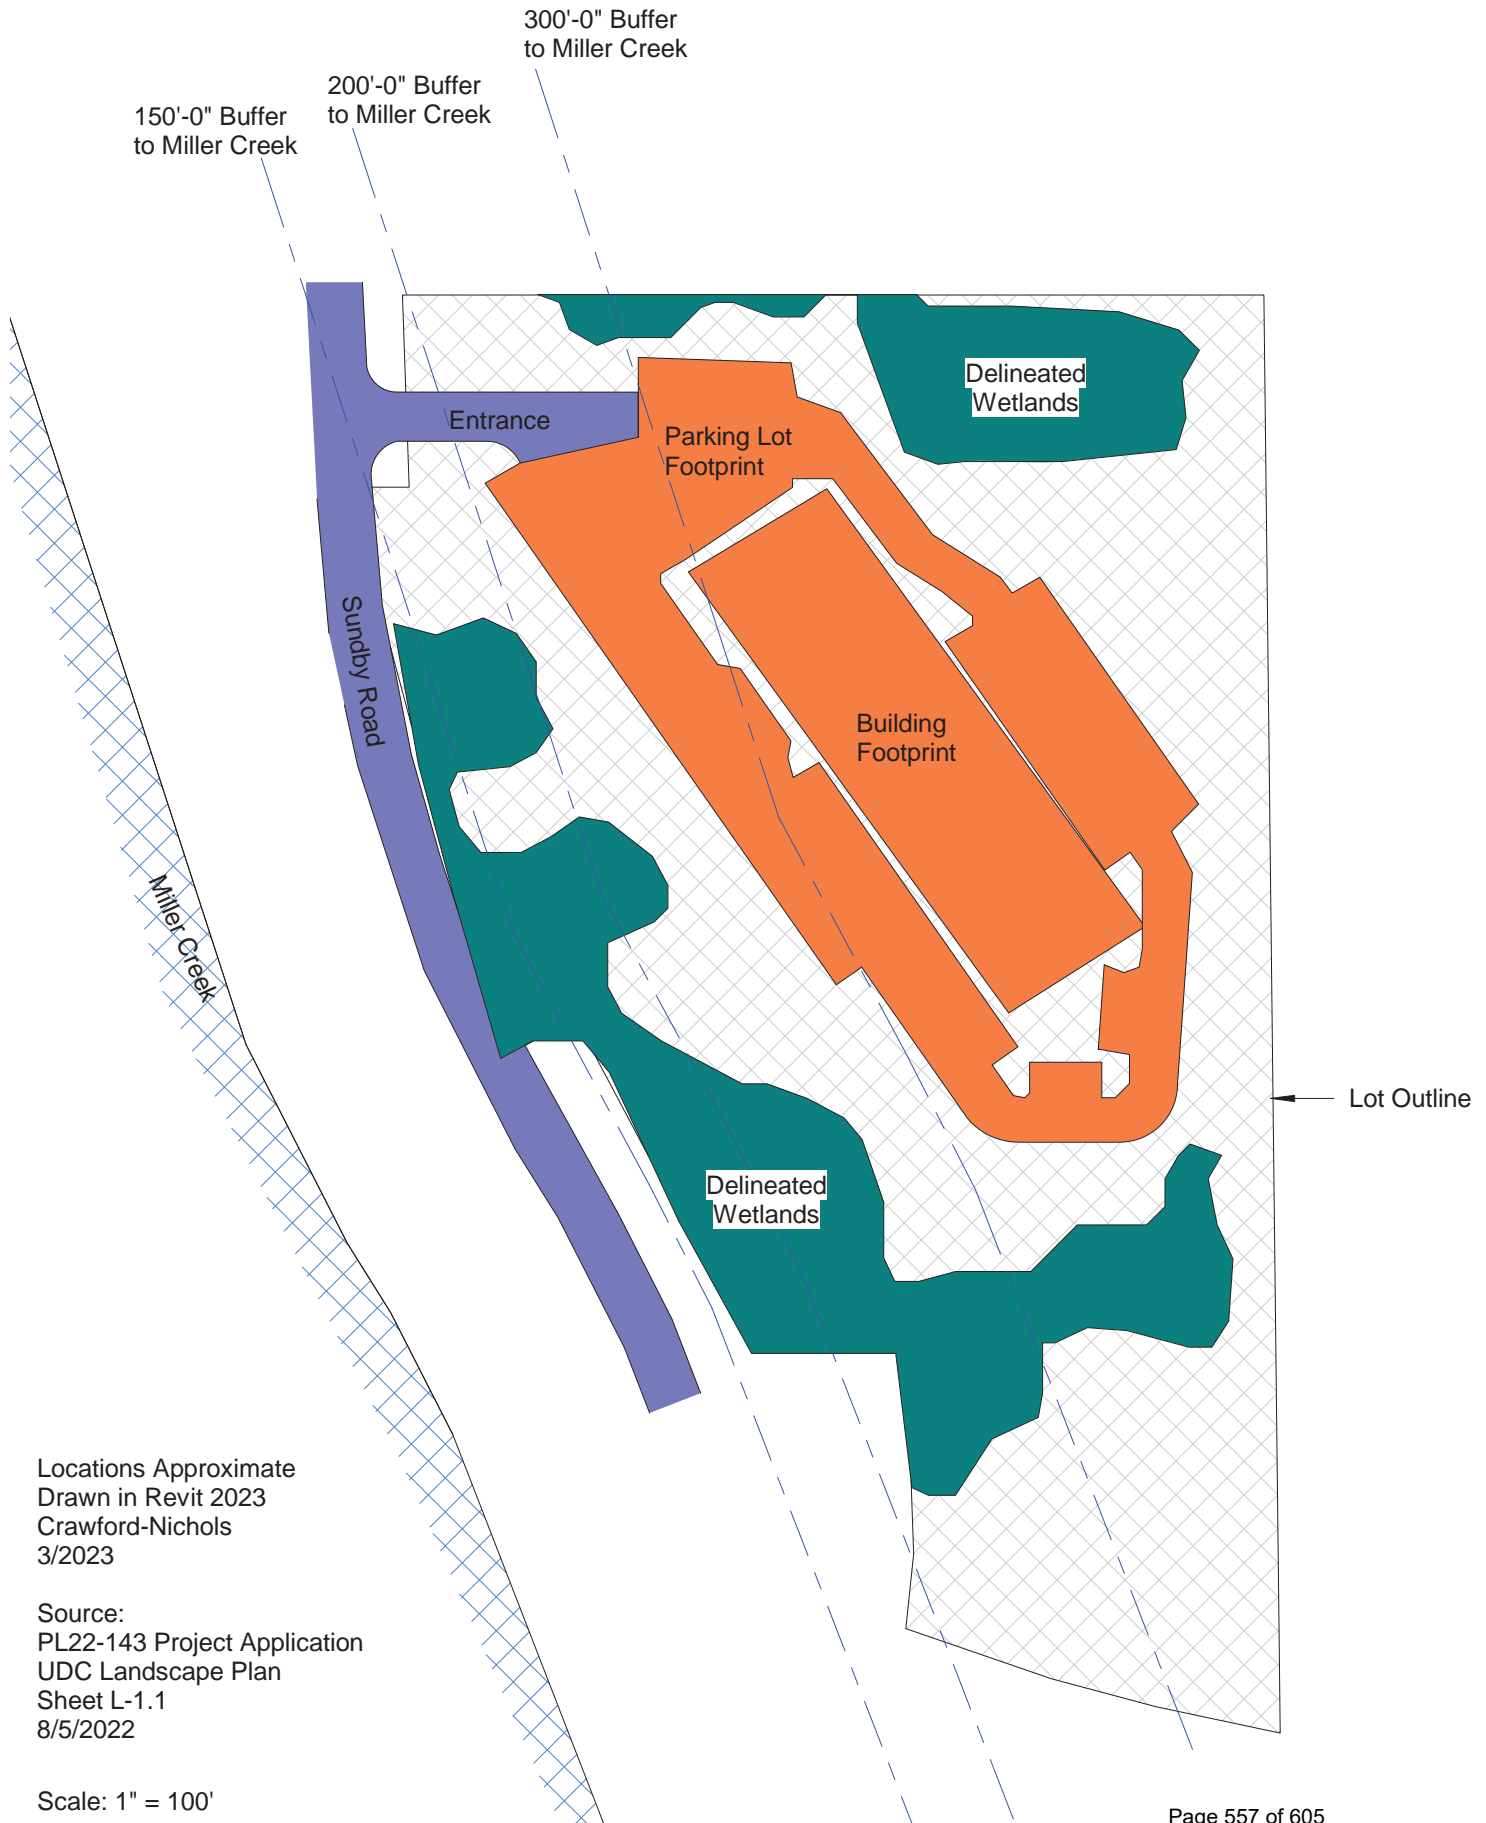 300'-0" Buffer
to Miller Creek
200'-0" Buffer
to Miller Creek
150'-0" Buffer
to Miller Creek
Delineated
Wetlands
Entrance
Parking Lot
Footprint
Sundby Road
Building
Footprint
Miller Creek
Lot Outline
Delineated
Wetlands
Locations Approximate
Drawn in Revit 2023
Crawford-Nichols
3/2023
Source:
PL22-143 Project Application
UDC Landscape Plan
Sheet L-1.1
8/5/2022
Scale: 1" = 100'
Page 557 of 605